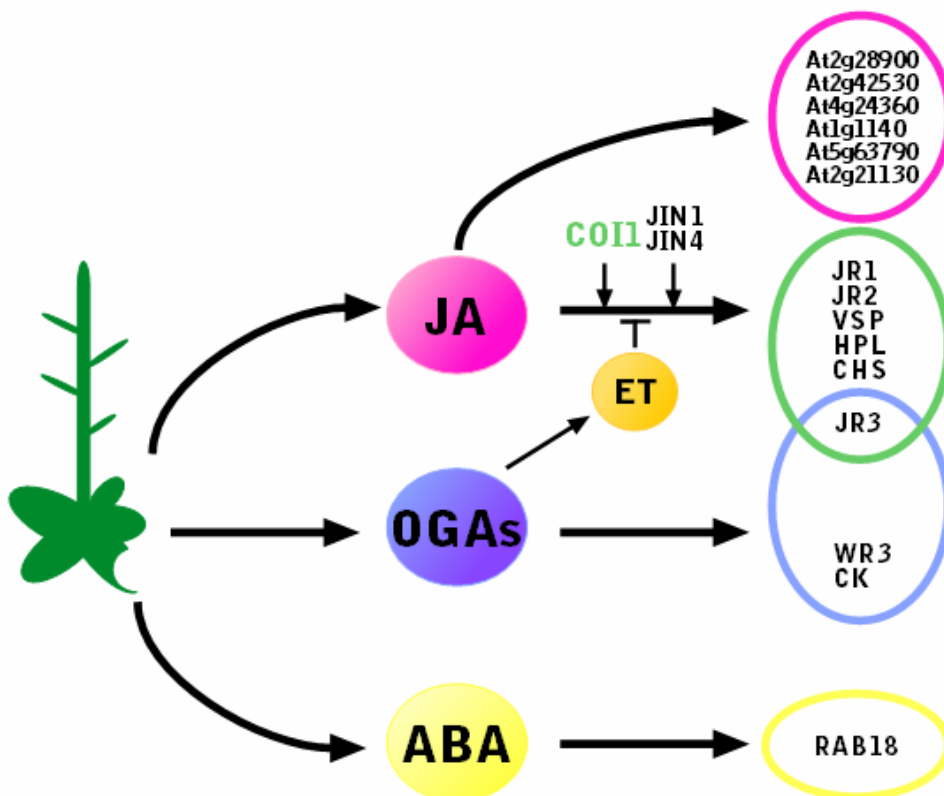 At2g28900
At2g42530
At4g24360
At1g1140
At5g63790
At2g21130
COI1
JIN1
JIN4
JA
JR1
JR2
VSP
HPL
CHS
ET
JR3
OGAs
WR3
CK
ABA
RAB18